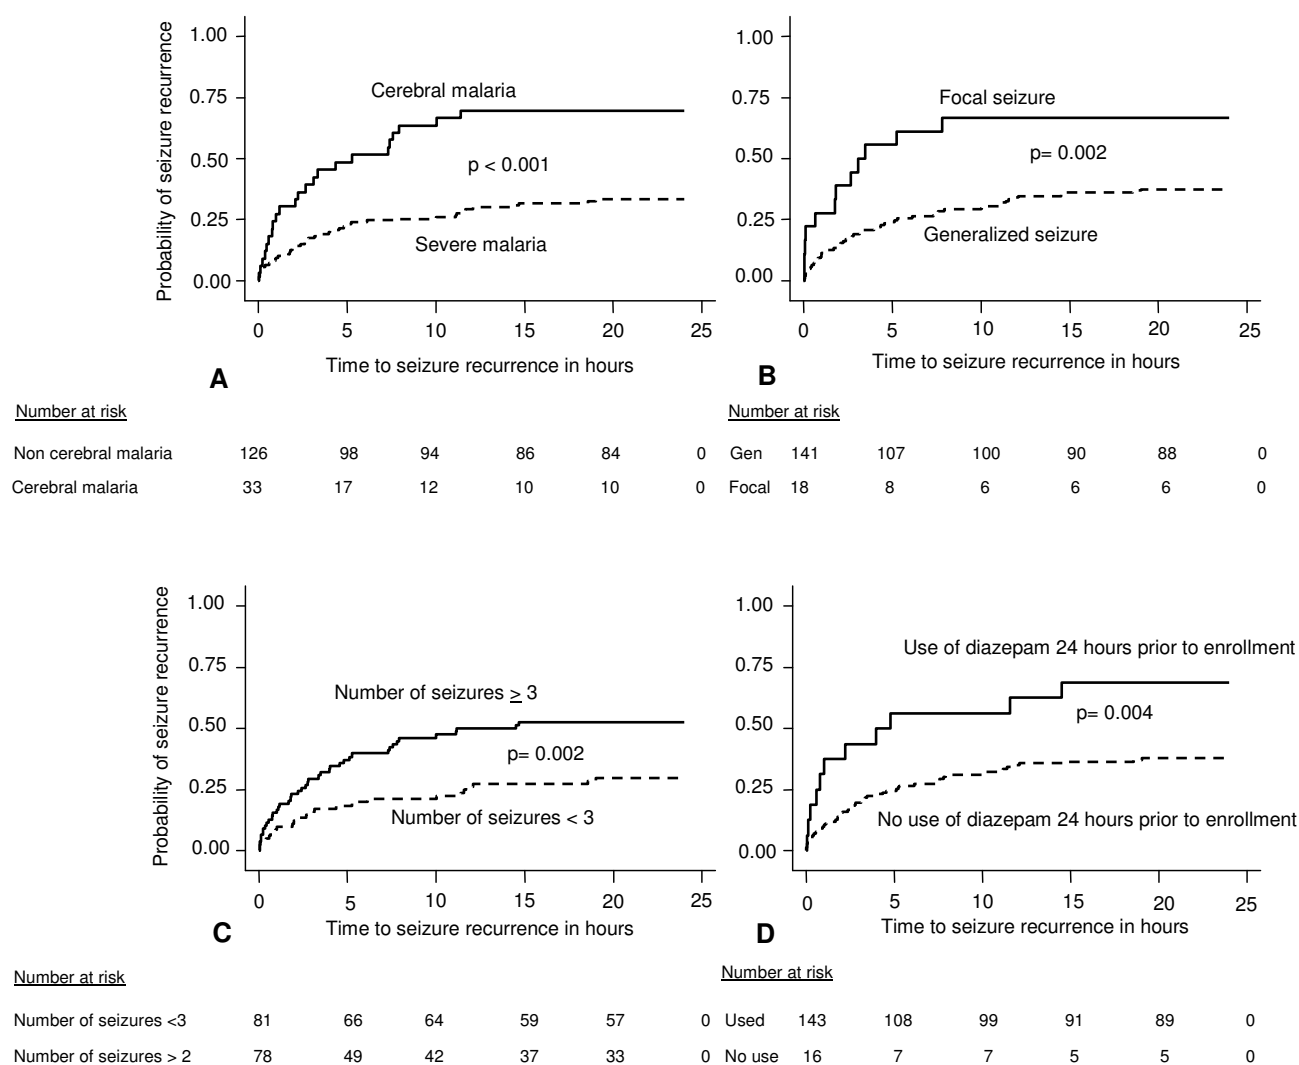 1.00
0.75
0.50
0.25
0.00
Probability of seizure recurrence
Cerebral malaria
p < 0.001
Severe malaria
0 5 10 15 20 25
Time to seizure recurrence in hours
A
Number at risk
Non cerebral malaria 126 98 94 86 84 0
Cerebral malaria 33 17 12 10 10 0
1.00
0.75
0.50
0.25
0.00
Focal seizure
p= 0.002
Generalized seizure
0 5 10 15 20 25
Time to seizure recurrence in hours
B
Number at risk
Gen 141 107 100 90 88 0
Focal 18 8 6 6 6 0
1.00
0.75
0.50
0.25
0.00
Probability of seizure recurrence
Number of seizures ≥ 3
p= 0.002
Number of seizures < 3
0 5 10 15 20 25
Time to seizure recurrence in hours
C
Number at risk
Number of seizures <3 81 66 64 59 57 0
Number of seizures > 2 78 49 42 37 33 0
1.00
0.75
0.50
0.25
0.00
Use of diazepam 24 hours prior to enrollment
p= 0.004
No use of diazepam 24 hours prior to enrollment
0 5 10 15 20 25
Time to seizure recurrence in hours
D
Number at risk
Used 143 108 99 91 89 0
No use 16 7 7 5 5 0